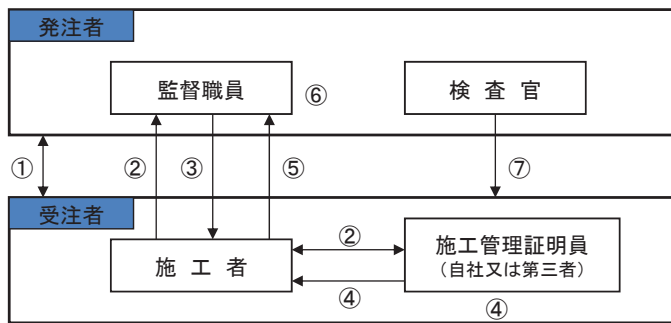 発注者
監督職員
⑥
検査官
①
②
③
⑤
⑦
受注者
施工者
②
④
施工管理証明員
（自社又は第三者）
④